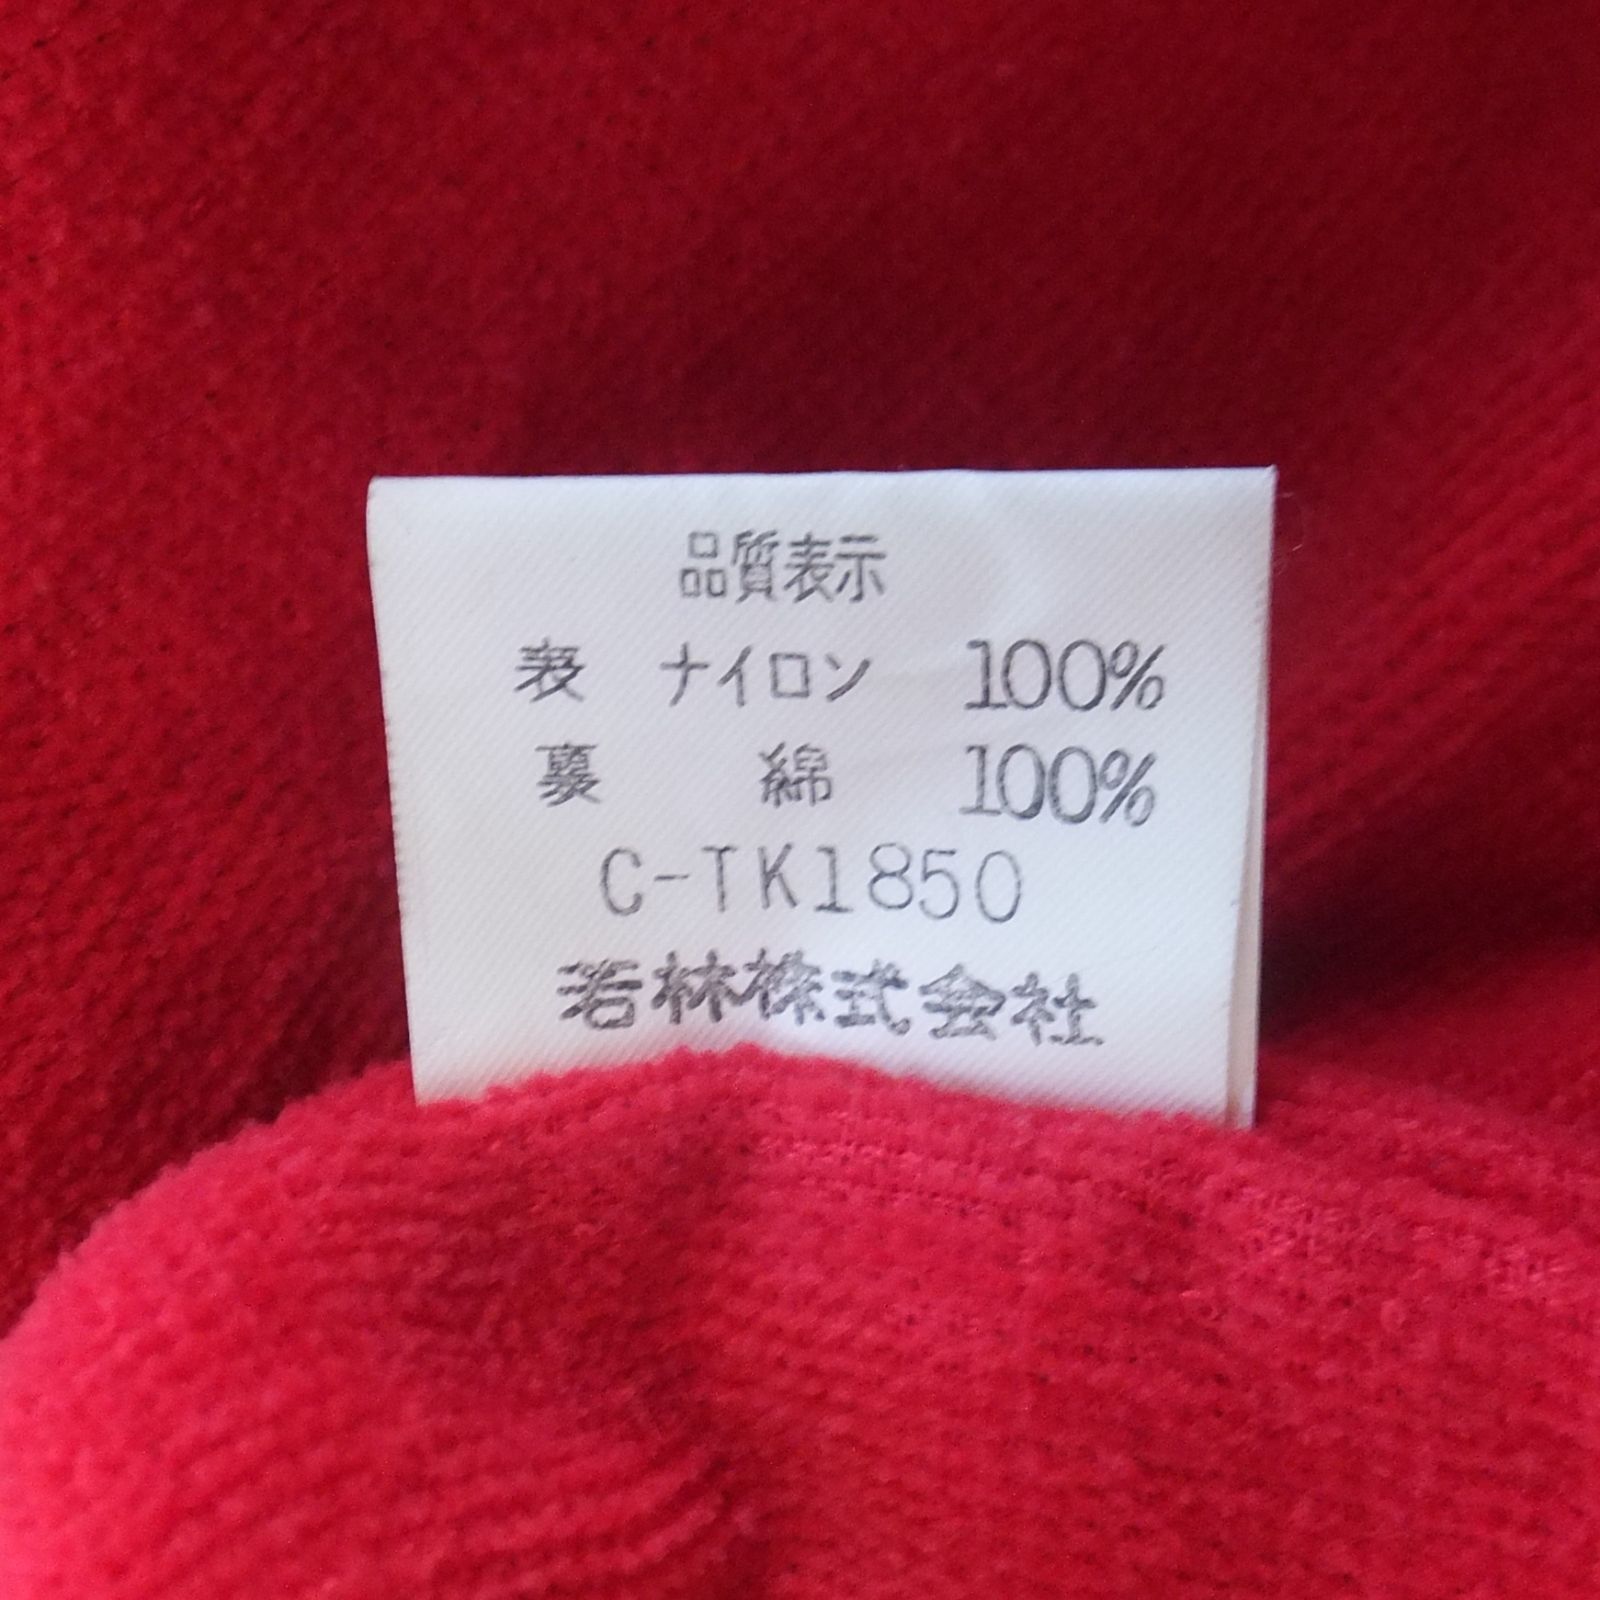 品質表示
表 ナイロン 100%
裏 綿 100%
C-TK1850
若林株式会社